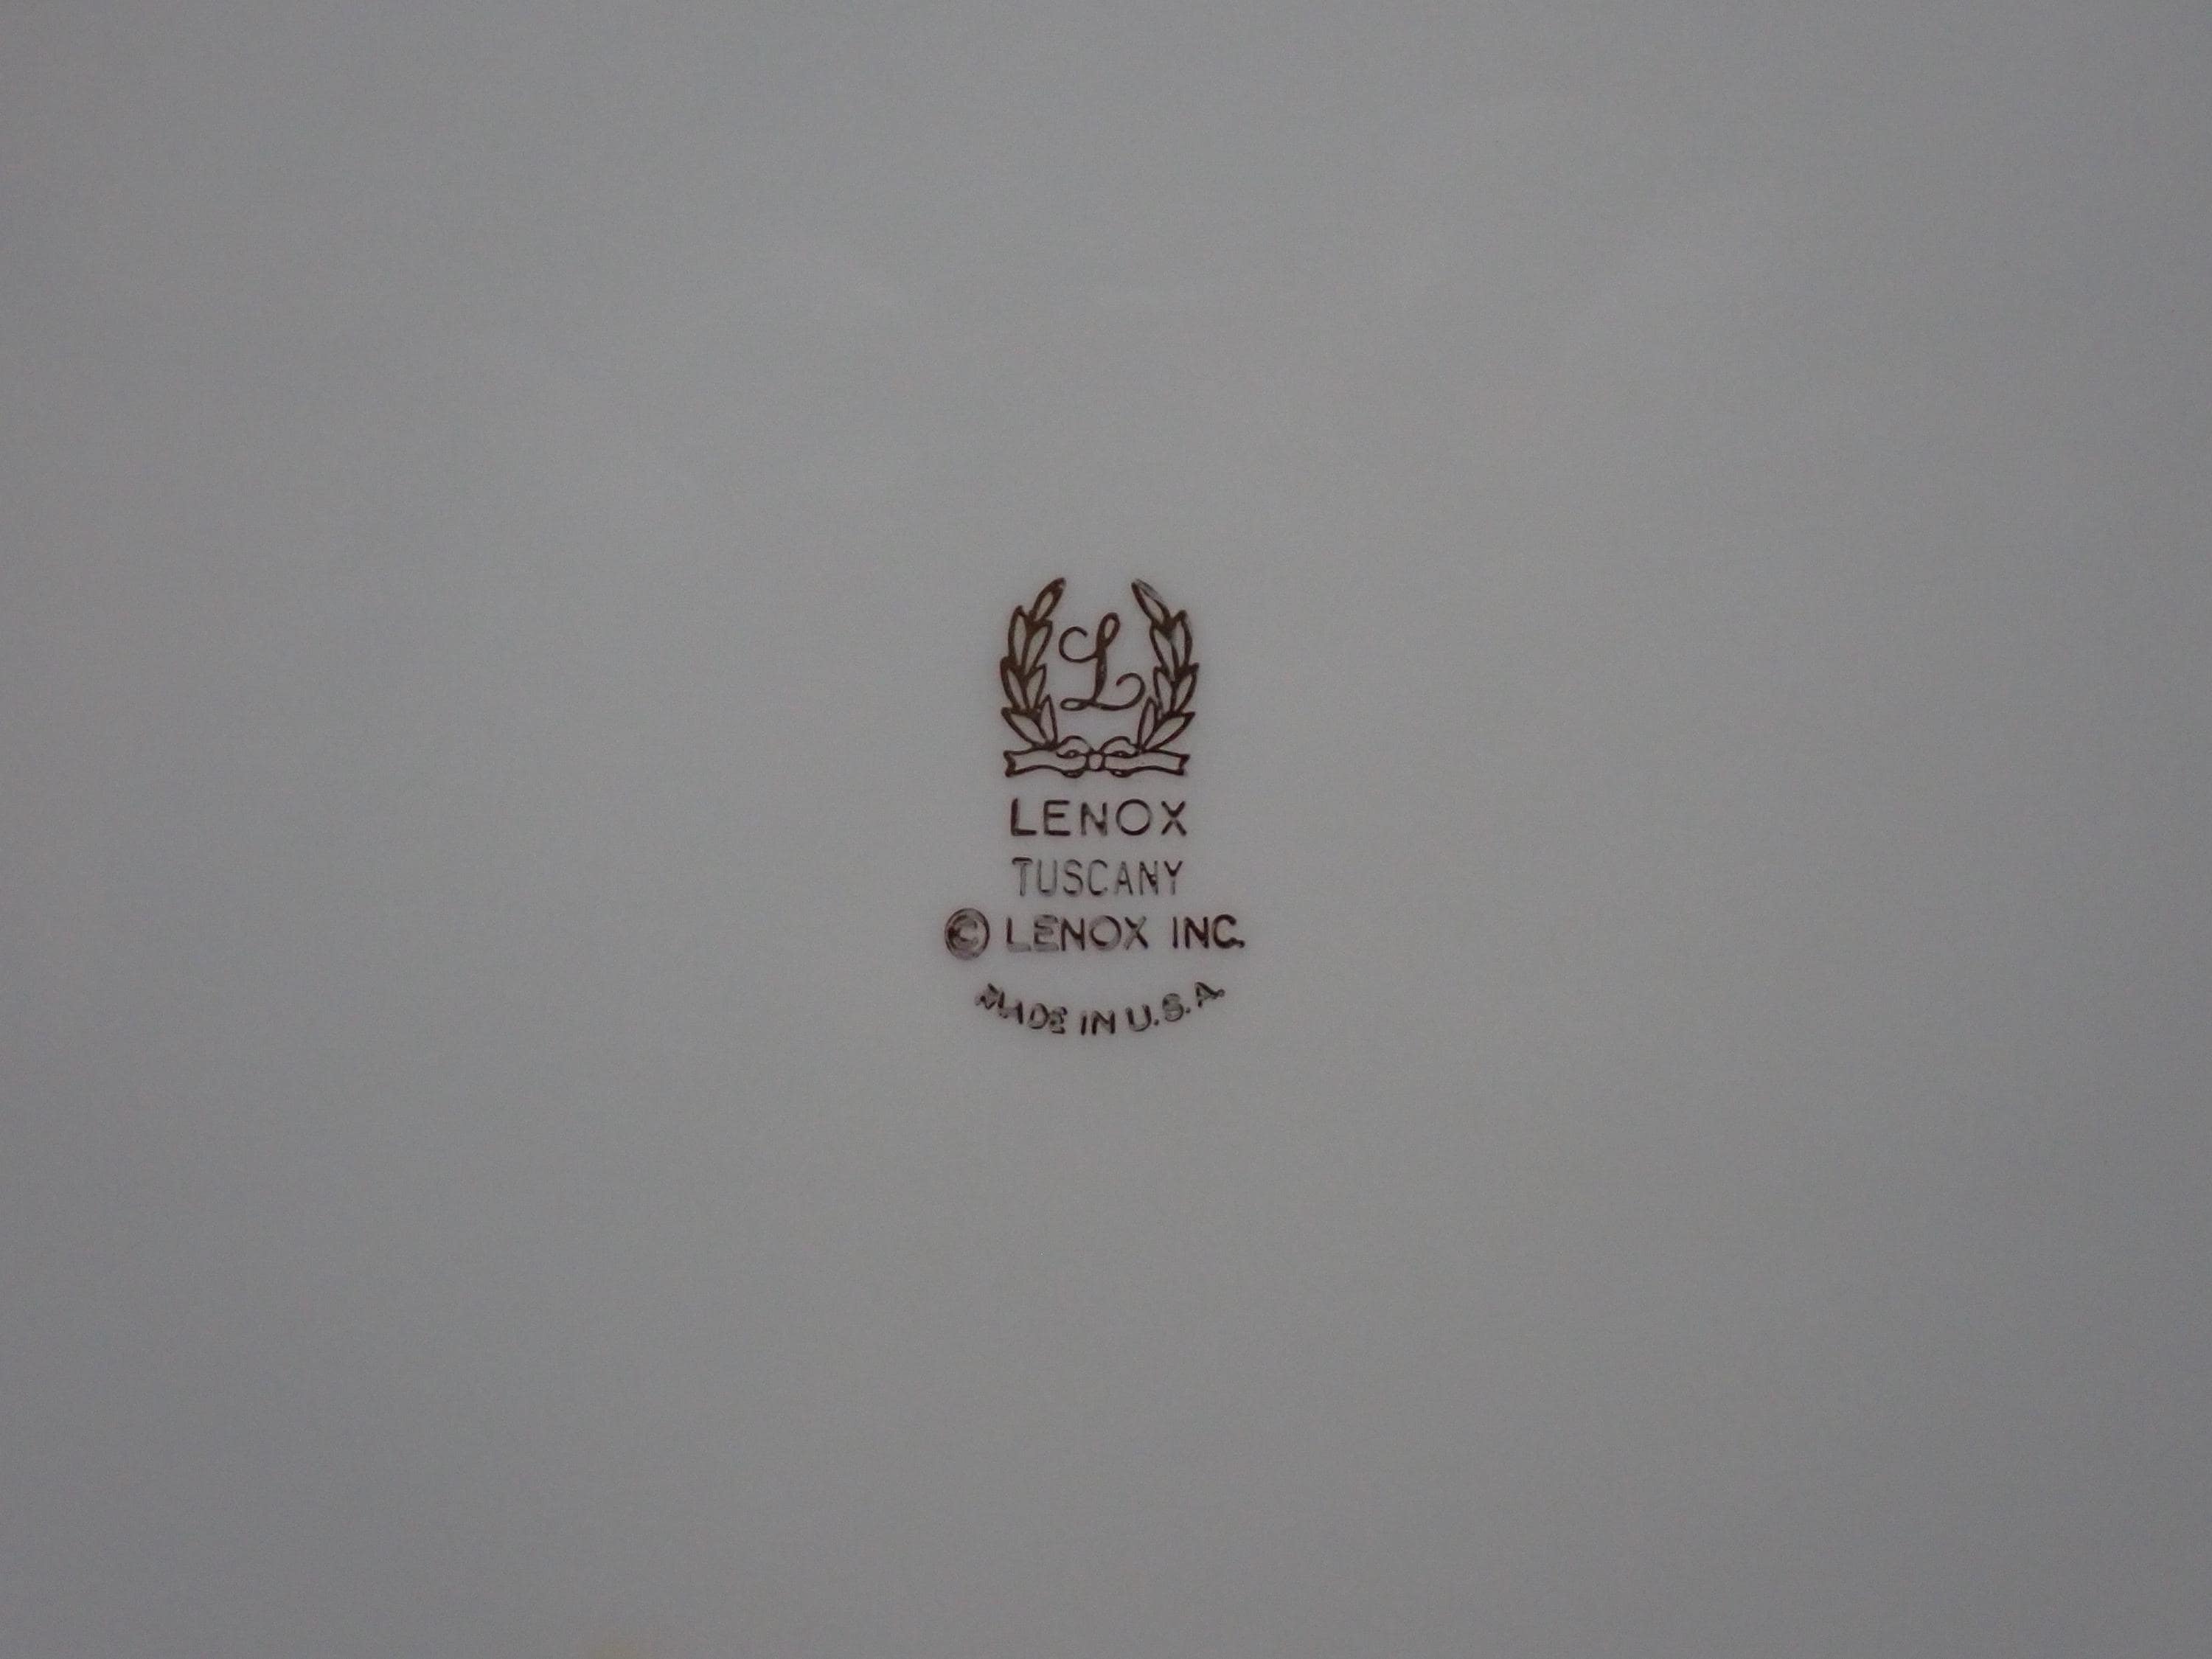 L
LENOX
TUSCANY
© LENOX INC.
MADE IN U.S.A.